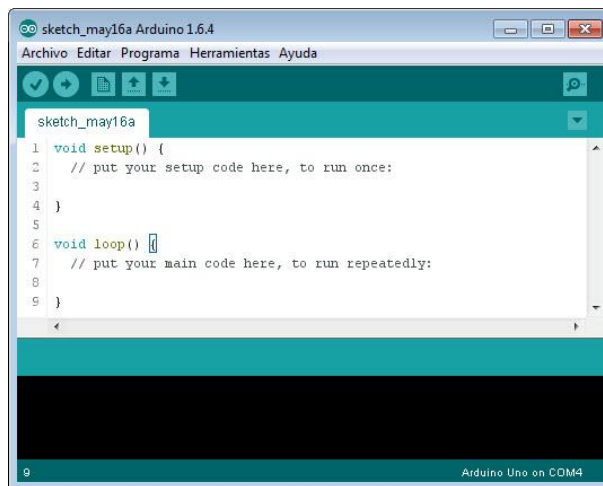 sketch_may16a Arduino 1.6.4
Archivo Editar Programa Herramientas Ayuda
sketch_may16a
1 void setup() {
2 // put your setup code here, to run once:
3
4 }
5
6 void loop() {
7 // put your main code here, to run repeatedly:
8
9 }
9 Arduino Uno on COM4